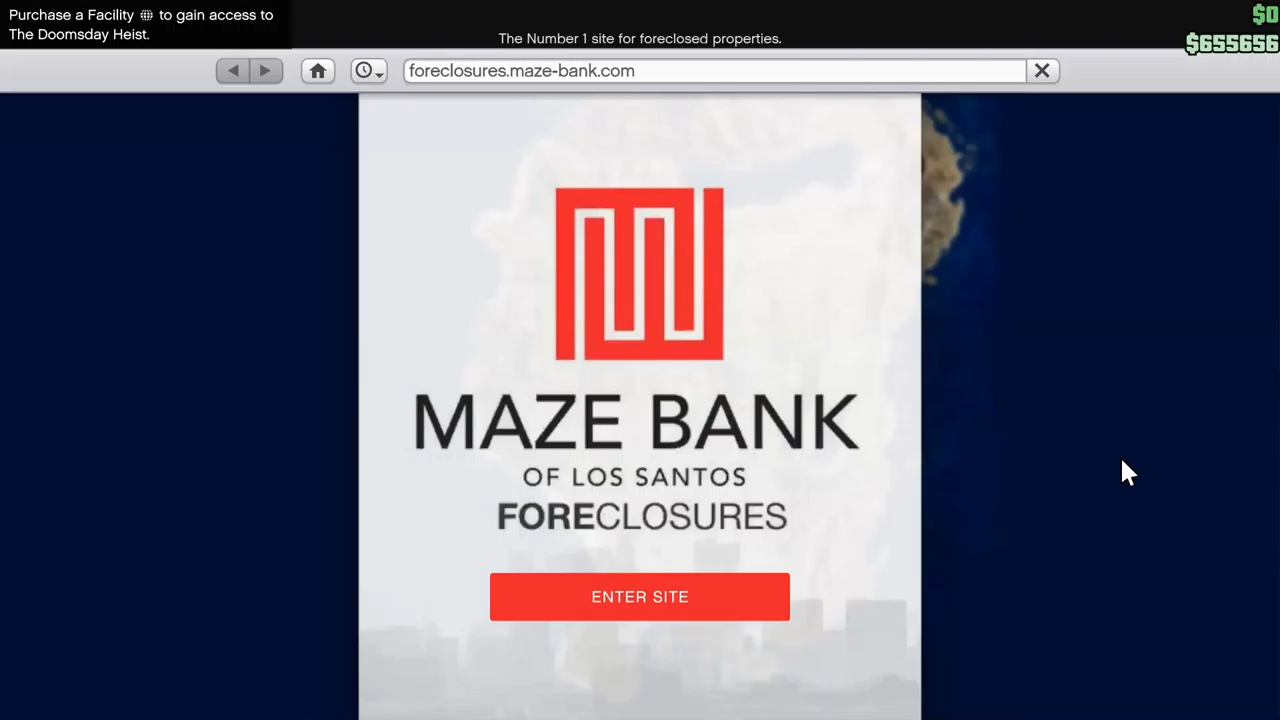 Purchase a Facility to gain access to
The Doomsday Heist.
The Number 1 site for foreclosed properties.
$0
$655656
foreclosures.maze-bank.com
MAZE BANK
OF LOS SANTOS
FORECLOSURES
ENTER SITE